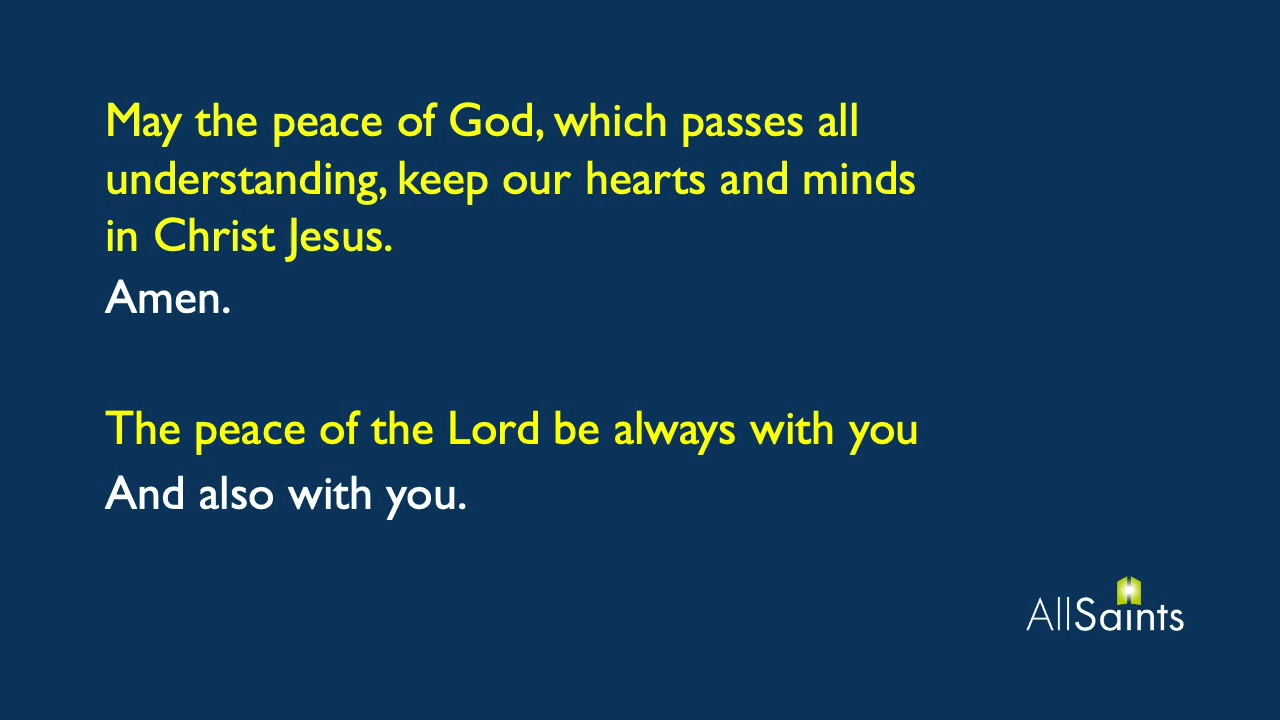 May the peace of God, which passes all
understanding, keep our hearts and minds
in Christ Jesus.
Amen.
The peace of the Lord be always with you
And also with you.
AllSaints